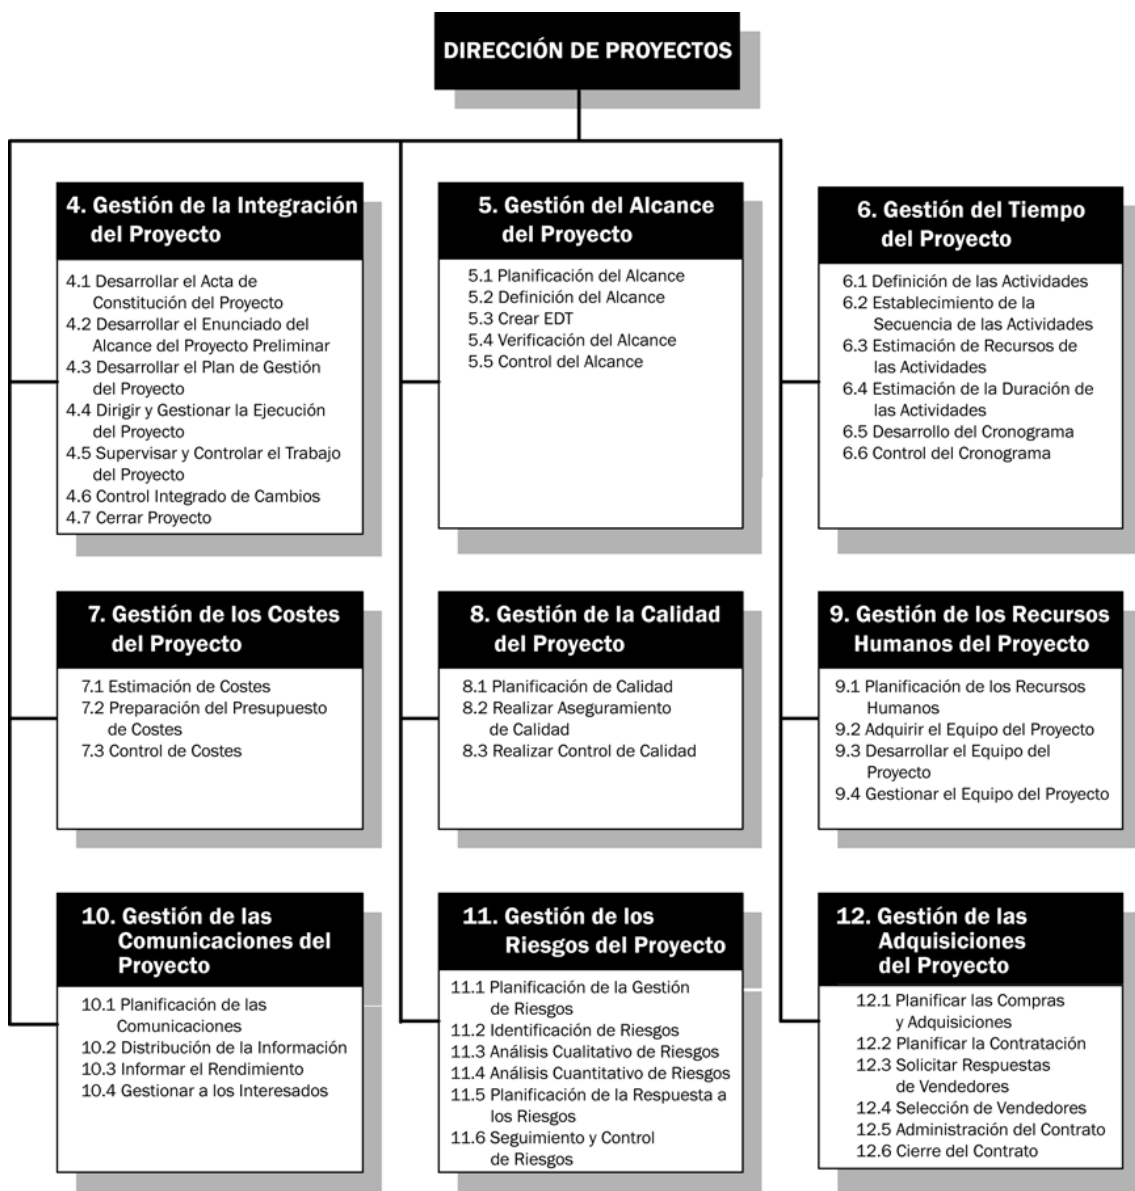 DIRECCIÓN DE PROYECTOS
4. Gestión de la Integración
del Proyecto
4.1 Desarrollar el Acta de
Constitución del Proyecto
4.2 Desarrollar el Enunciado del
Alcance del Proyecto Preliminar
4.3 Desarrollar el Plan de Gestión
del Proyecto
4.4 Dirigir y Gestionar la Ejecución
del Proyecto
4.5 Supervisar y Controlar el Trabajo
del Proyecto
4.6 Control Integrado de Cambios
4.7 Cerrar Proyecto
5. Gestión del Alcance
del Proyecto
5.1 Planificación del Alcance
5.2 Definición del Alcance
5.3 Crear EDT
5.4 Verificación del Alcance
5.5 Control del Alcance
6. Gestión del Tiempo
del Proyecto
6.1 Definición de las Actividades
6.2 Establecimiento de la
Secuencia de las Actividades
6.3 Estimación de Recursos de
las Actividades
6.4 Estimación de la Duración de
las Actividades
6.5 Desarrollo del Cronograma
6.6 Control del Cronograma
7. Gestión de los Costes
del Proyecto
7.1 Estimación de Costes
7.2 Preparación del Presupuesto
de Costes
7.3 Control de Costes
8. Gestión de la Calidad
del Proyecto
8.1 Planificación de Calidad
8.2 Realizar Aseguramiento
de Calidad
8.3 Realizar Control de Calidad
9. Gestión de los Recursos
Humanos del Proyecto
9.1 Planificación de los Recursos
Humanos
9.2 Adquirir el Equipo del Proyecto
9.3 Desarrollar el Equipo del
Proyecto
9.4 Gestionar el Equipo del Proyecto
10. Gestión de las
Comunicaciones del
Proyecto
10.1 Planificación de las
Comunicaciones
10.2 Distribución de la Información
10.3 Informar el Rendimiento
10.4 Gestionar a los Interesados
11. Gestión de los
Riesgos del Proyecto
11.1 Planificación de la Gestión
de Riesgos
11.2 Identificación de Riesgos
11.3 Análisis Cualitativo de Riesgos
11.4 Análisis Cuantitativo de Riesgos
11.5 Planificación de la Respuesta a
los Riesgos
11.6 Seguimiento y Control
de Riesgos
12. Gestión de las
Adquisiciones
del Proyecto
12.1 Planificar las Compras
y Adquisiciones
12.2 Planificar la Contratación
12.3 Solicitar Respuestas
de Vendedores
12.4 Selección de Vendedores
12.5 Administración del Contrato
12.6 Cierre del Contrato